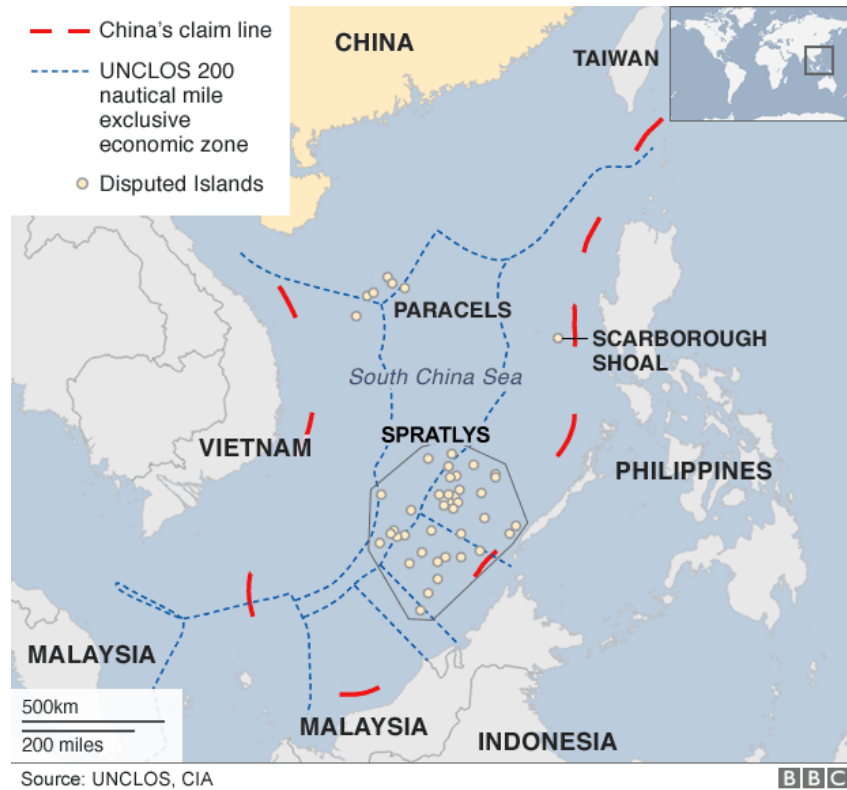 China's claim line
UNCLOS 200
nautical mile
exclusive
economic zone
Disputed Islands
CHINA
TAIWAN
PARACELS
SCARBOROUGH
SHOAL
South China Sea
SPRATLYS
VIETNAM
PHILIPPINES
MALAYSIA
500km
200 miles
MALAYSIA
INDONESIA
Source: UNCLOS, CIA
BBC